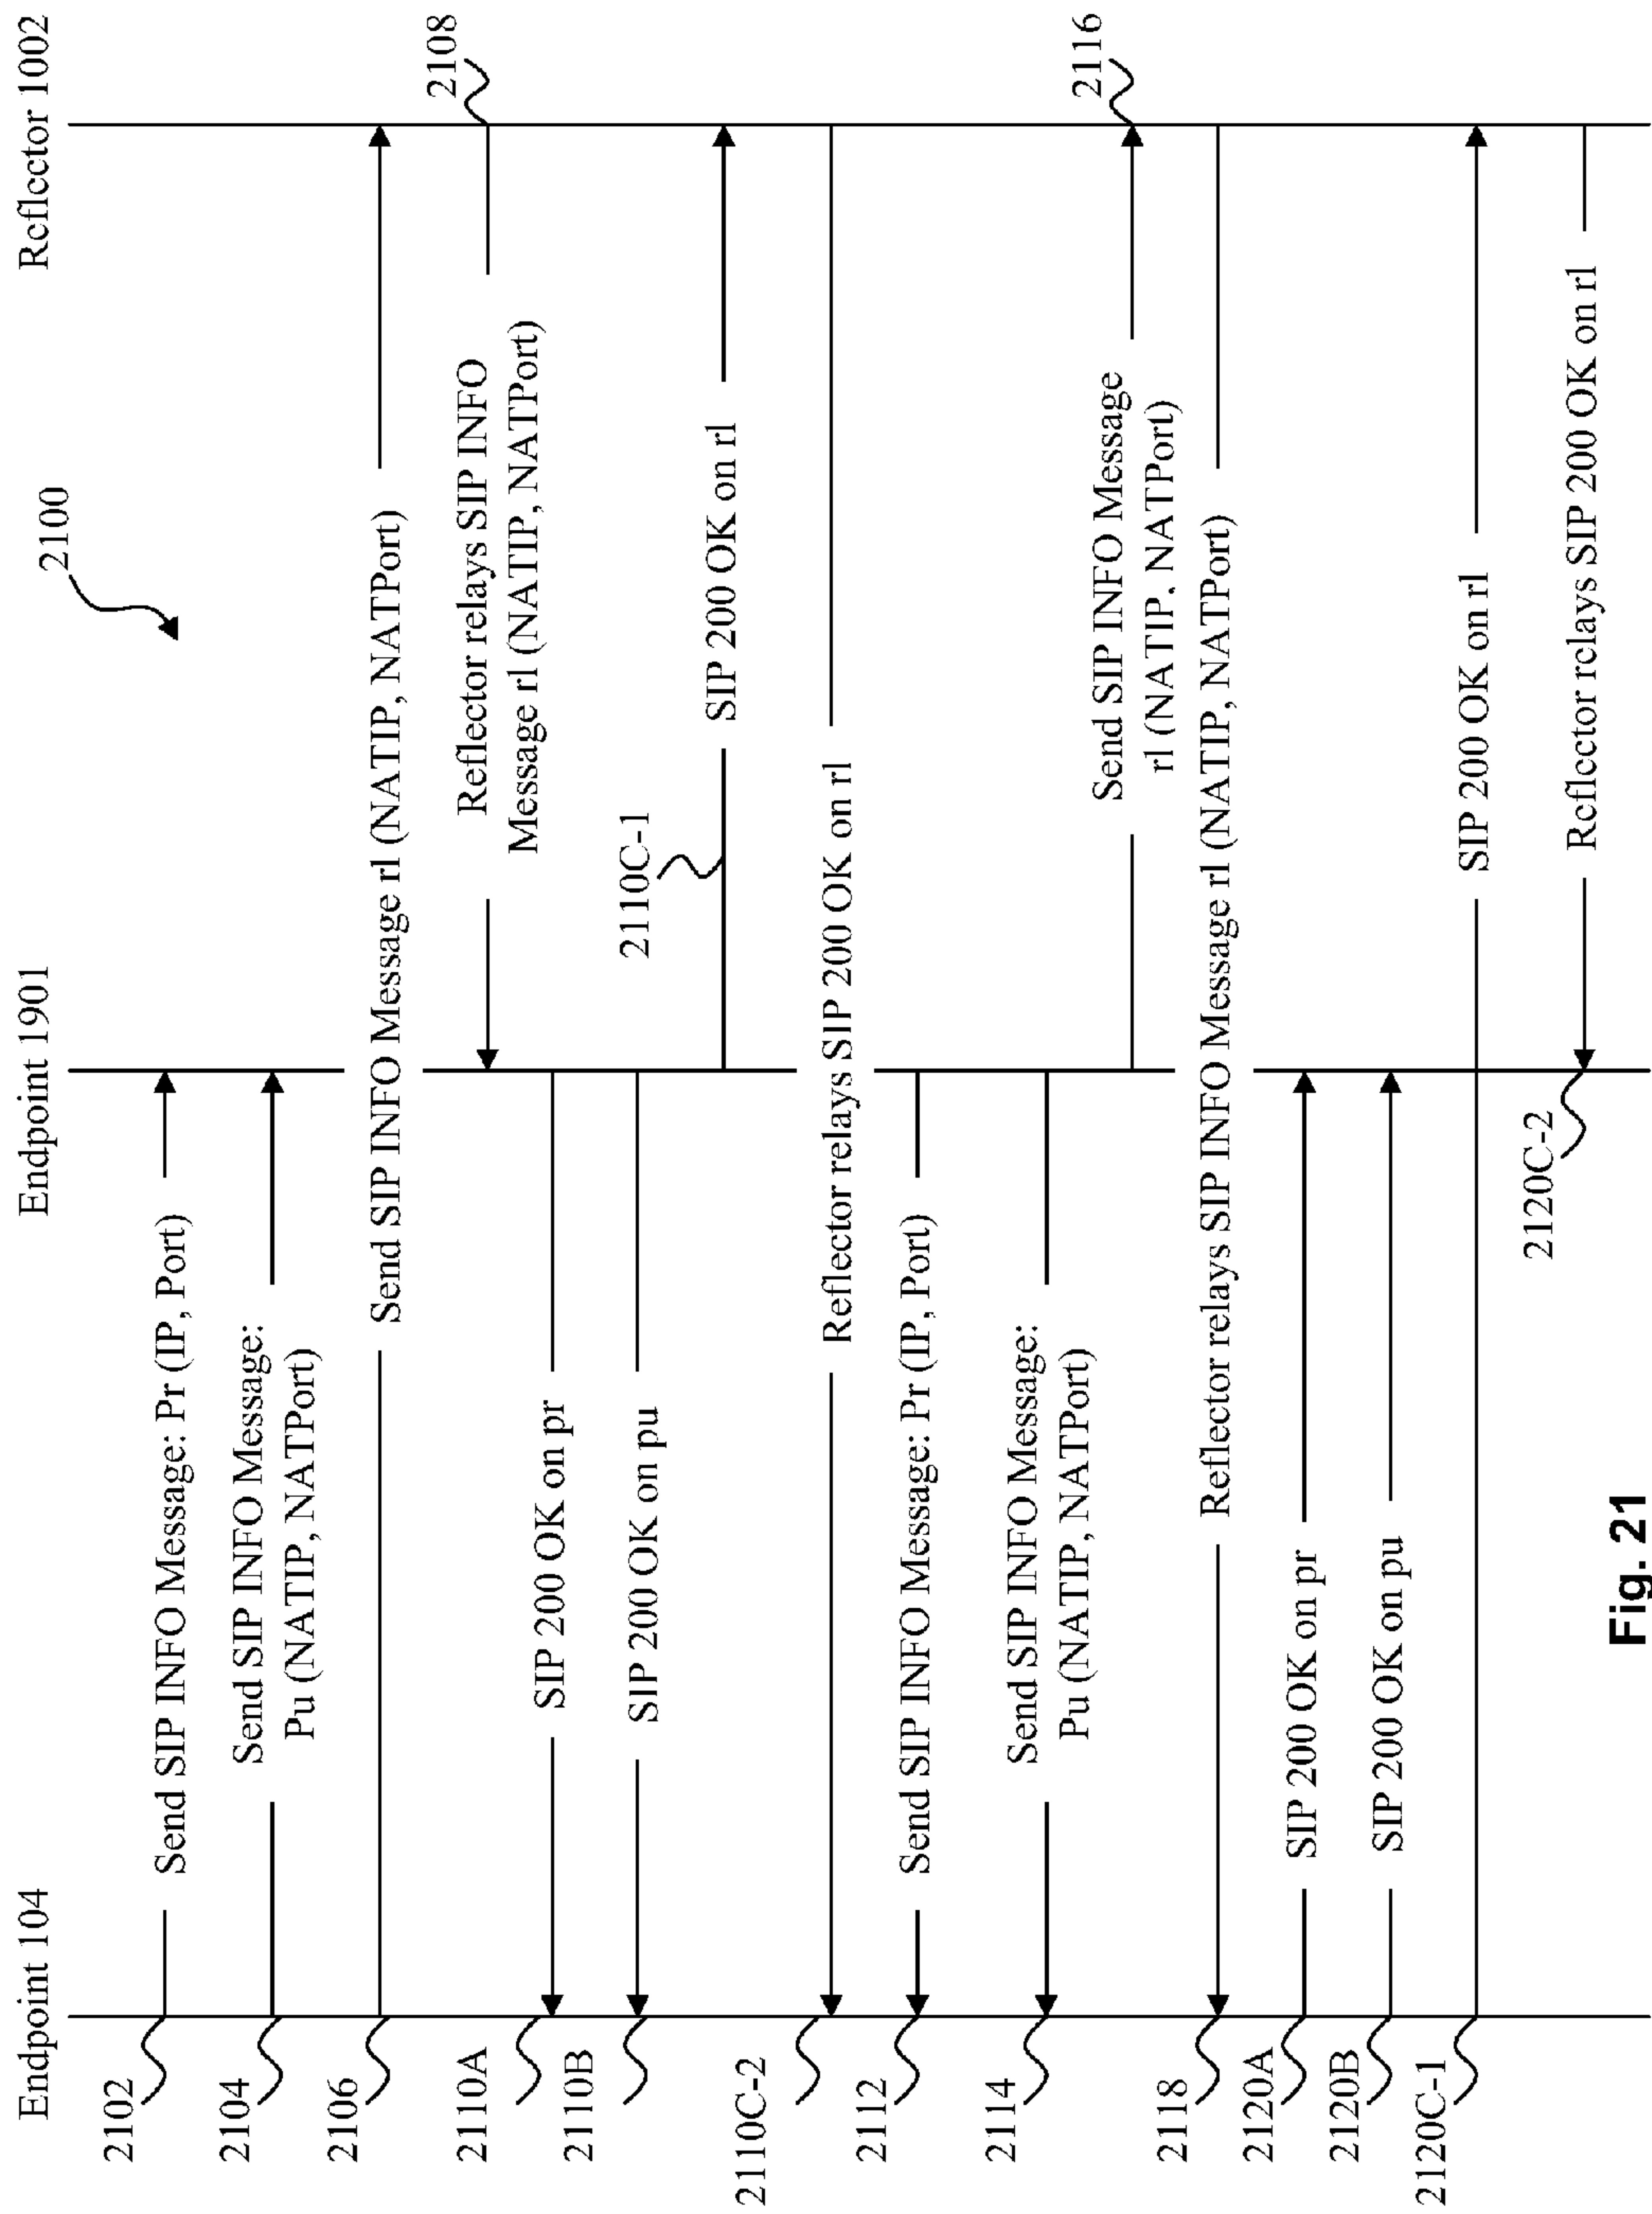 Endpoint 104
Endpoint 1901
Reflector 1002
2100
2102
Send SIP INFO Message: Pr (IP, Port)
2104
Send SIP INFO Message:
Pu (NATIP, NATPort)
2106
Send SIP INFO Message rl (NATIP, NATPort)
2108
Reflector relays SIP INFO
Message rl (NATIP, NATPort)
2110A
SIP 200 OK on pr
2110B
SIP 200 OK on pu
2110C-1
SIP 200 OK on rl
2110C-2
Reflector relays SIP 200 OK on rl
2112
Send SIP INFO Message: Pr (IP, Port)
2114
Send SIP INFO Message:
Pu (NATIP, NATPort)
2116
Send SIP INFO Message
rl (NATIP, NATPort)
2118
Reflector relays SIP INFO Message rl (NATIP, NATPort)
2120A
SIP 200 OK on pr
2120B
SIP 200 OK on pu
2120C-1
SIP 200 OK on rl
2120C-2
Reflector relays SIP 200 OK on rl
Fig. 21